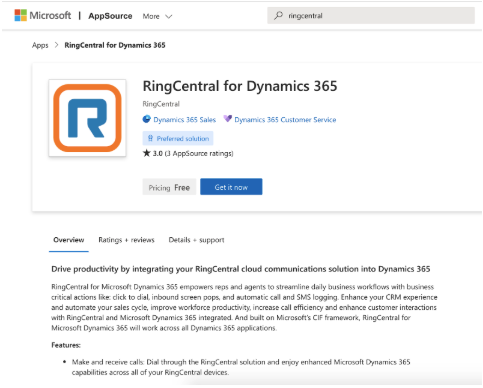 Microsoft | AppSource More
ringcentral
Apps > RingCentral for Dynamics 365
R
RingCentral for Dynamics 365
RingCentral
Dynamics 365 Sales Dynamics 365 Customer Service
Preferred solution
★ 3.0 (3 AppSource ratings)
Pricing Free Get it now
Overview Ratings + reviews Details + support
Drive productivity by integrating your RingCentral cloud communications solution into Dynamics 365
RingCentral for Microsoft Dynamics 365 empowers reps and agents to streamline daily business workflows with business
critical actions like: click to dial, inbound screen pops, and automatic call and SMS logging. Enhance your CRM experience
and automate your sales cycle, improve workforce productivity, increase call efficiency and enhance customer interactions
with RingCentral and Microsoft Dynamics 365 integrated. And built on Microsoft's CIF framework, RingCentral for
Microsoft Dynamics 365 will work across all Dynamics 365 applications.
Features:
• Make and receive calls: Dial through the RingCentral solution and enjoy enhanced Microsoft Dynamics 365
capabilities across all of your RingCentral devices.